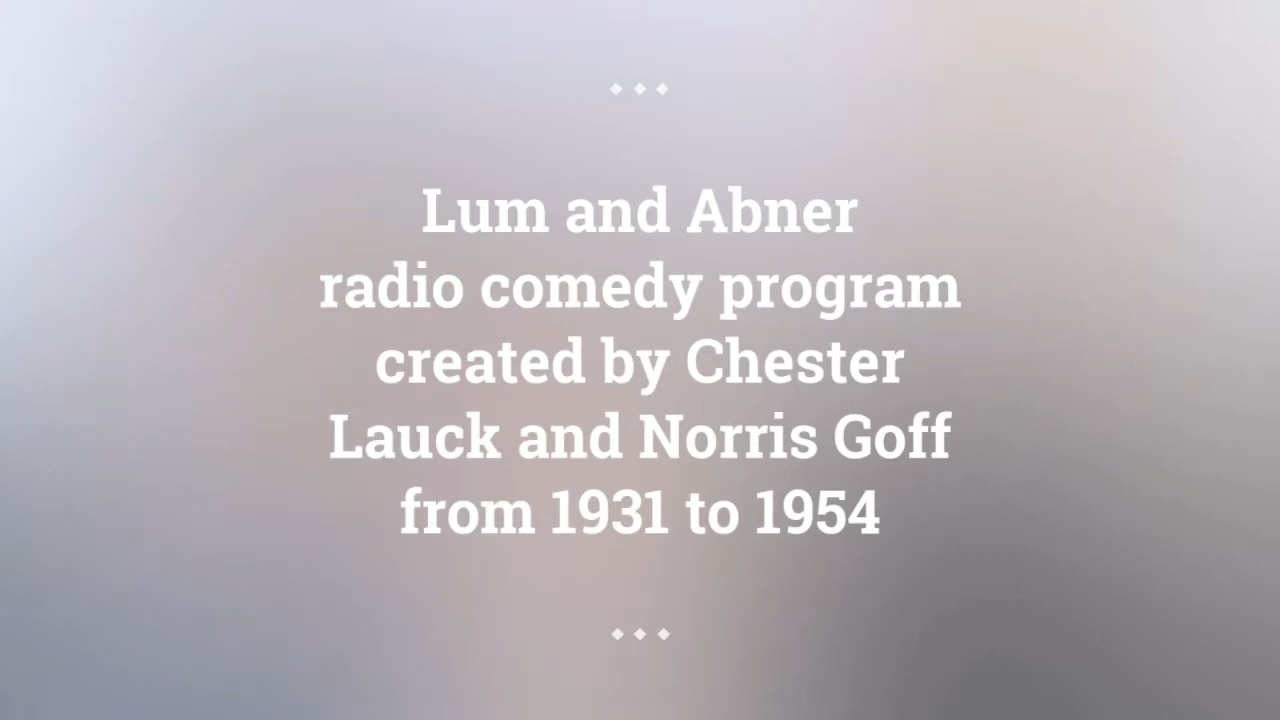 Lum and Abner
radio comedy program
created by Chester
Lauck and Norris Goff
from 1931 to 1954